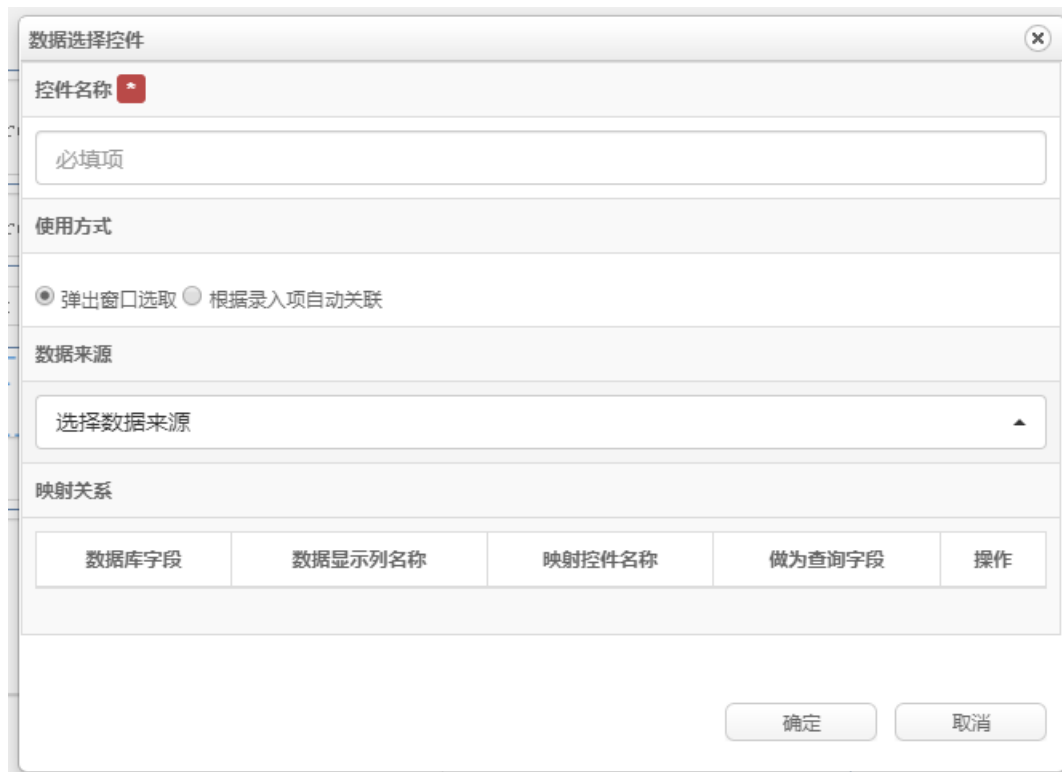 数据选择控件
控件名称 *
必填项
使用方式
弹出窗口选取 根据录入项自动关联
数据来源
选择数据来源
映射关系
数据库字段 数据显示列名称 映射控件名称 做为查询字段 操作
确定 取消